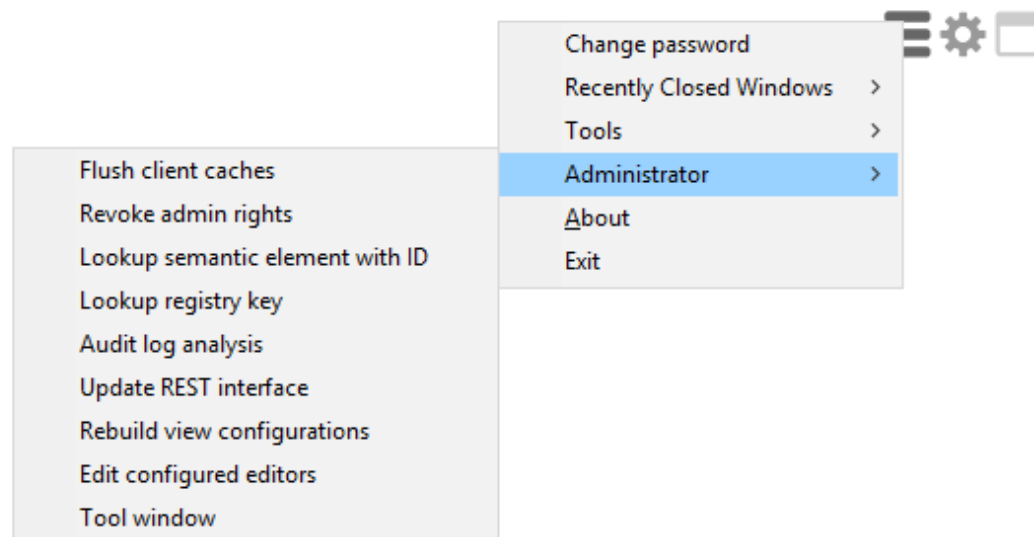 Change password
Recently Closed Windows
Tools
Administrator
About
Exit
Flush client caches
Revoke admin rights
Lookup semantic element with ID
Lookup registry key
Audit log analysis
Update REST interface
Rebuild view configurations
Edit configured editors
Tool window